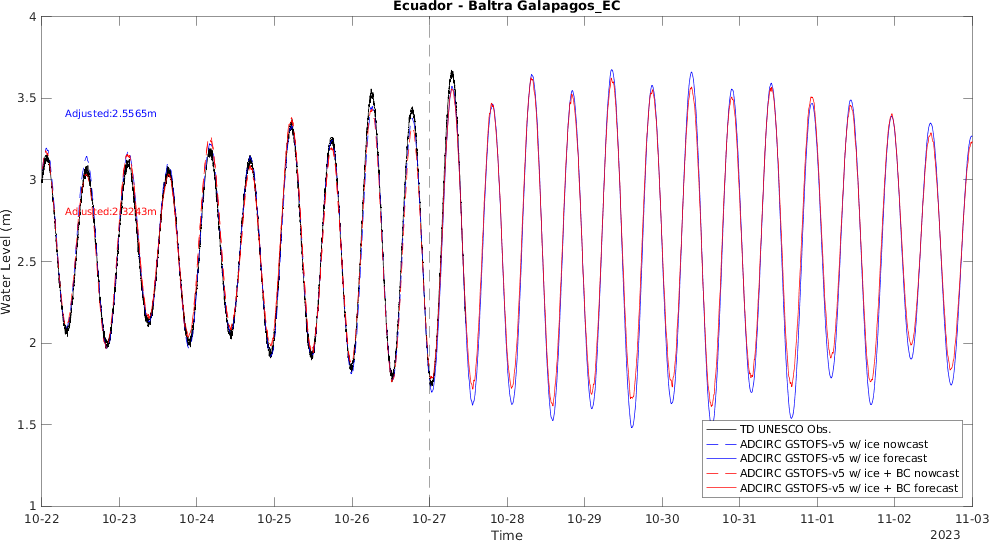 Ecuador - Baltra Galapagos_EC
4
3.5
3
2.5
2
1.5
1
Water Level (m)
Adjusted:2.5565m
Adjusted:2.3243m
TD UNESCO Obs.
ADCIRC GSTOFS-v5 w/ ice nowcast
ADCIRC GSTOFS-v5 w/ ice forecast
ADCIRC GSTOFS-v5 w/ ice + BC nowcast
ADCIRC GSTOFS-v5 w/ ice + BC forecast
10-22 10-23 10-24 10-25 10-26 10-27 10-28 10-29 10-30 10-31 11-01 11-02 11-03
Time
2023